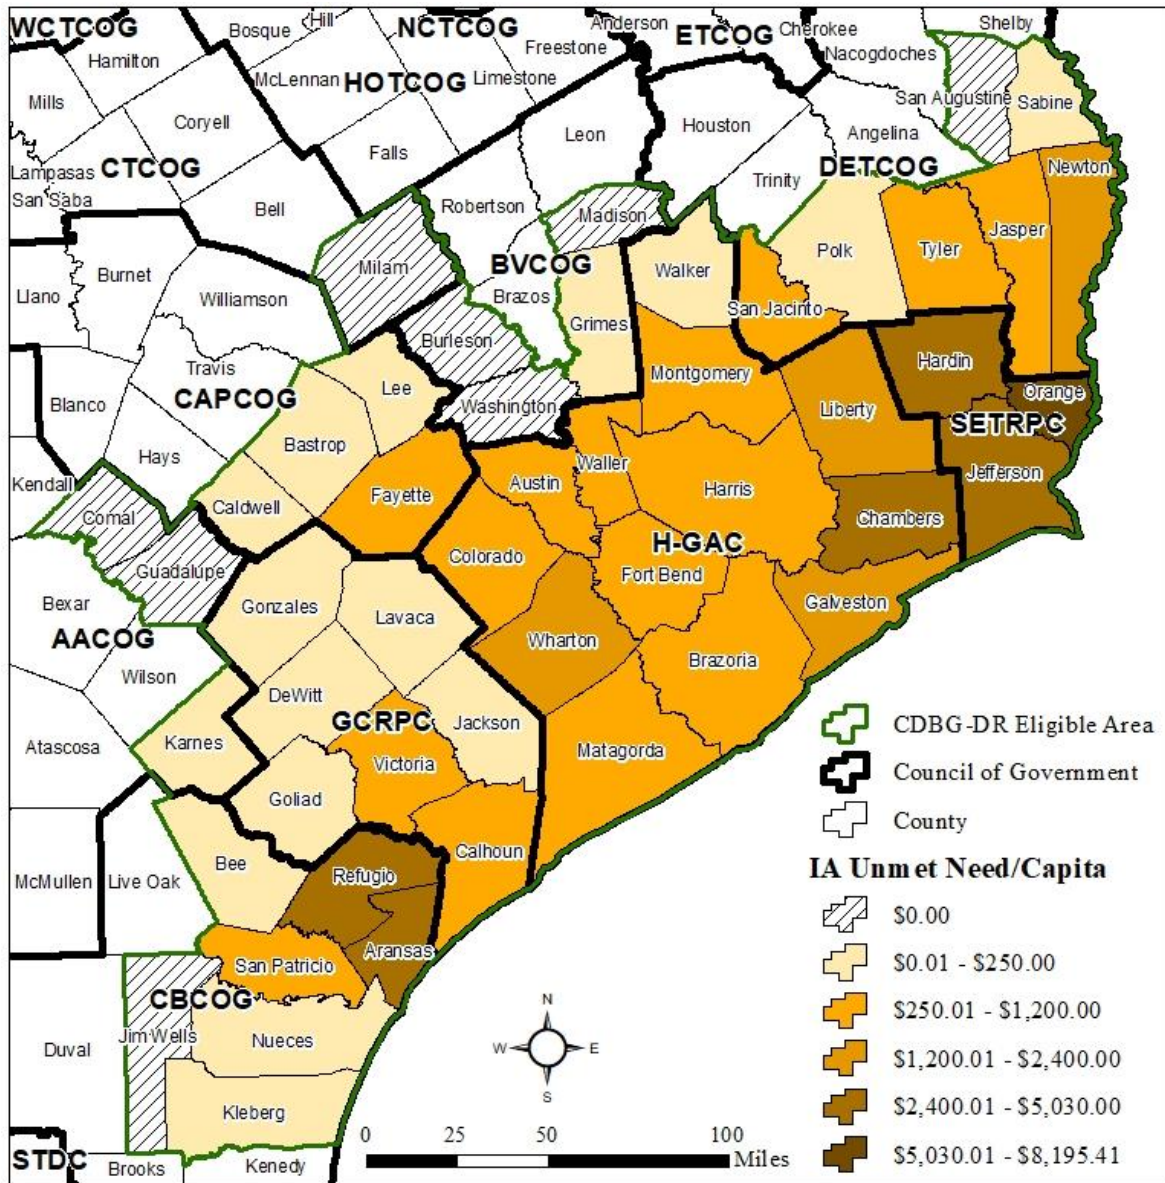 WCTCOG
Hamilton
Bosque
Hill
NCTCOG
Anderson
ETCOG
Cherokee
Shelby
Freestone
Nacogdoches
McLennan
HOTCOG
Limestone
Mills
San Augustine
Sabine
Coryell
Leon
Houston
Angelina
Falls
Lampasas
CTCOG
DETCOG
Newton
San Saba
Trinity
Bell
Robertson
Madison
Jasper
Milam
BVCOG
Walker
Polk
Tyler
Burnet
Llano
Williamson
Brazos
San Jacinto
Grimes
Burleson
Hardin
Travis
Montgomery
Lee
CAPCOG
Washington
Liberty
Orange
Blanco
SETRPC
Bastrop
Hays
Waller
Jefferson
Kendall
Austin
Harris
Fayette
Caldwell
Comal
Chambers
H-GAC
Colorado
Guadalupe
Fort Bend
Bexar
Gonzales
Lavaca
Galveston
AACOG
Wharton
Brazoria
Wilson
DeWitt
GCRPC
Jackson
Karnes
Atascosa
Matagorda
Victoria
Goliad
Calhoun
Bee
McMullen
Live Oak
Refugio
Aransas
San Patricio
CBCOG
Jim Wells
Nueces
Duval
Kleberg
STDC
Brooks
Kenedy
CDBG-DR Eligible Area
Council of Government
County
IA Unmet Need/Capita
$0.00
$0.01 - $250.00
$250.01 - $1,200.00
$1,200.01 - $2,400.00
$2,400.01 - $5,030.00
$5,030.01 - $8,195.41
N
W E
S
0 25 50 100
Miles